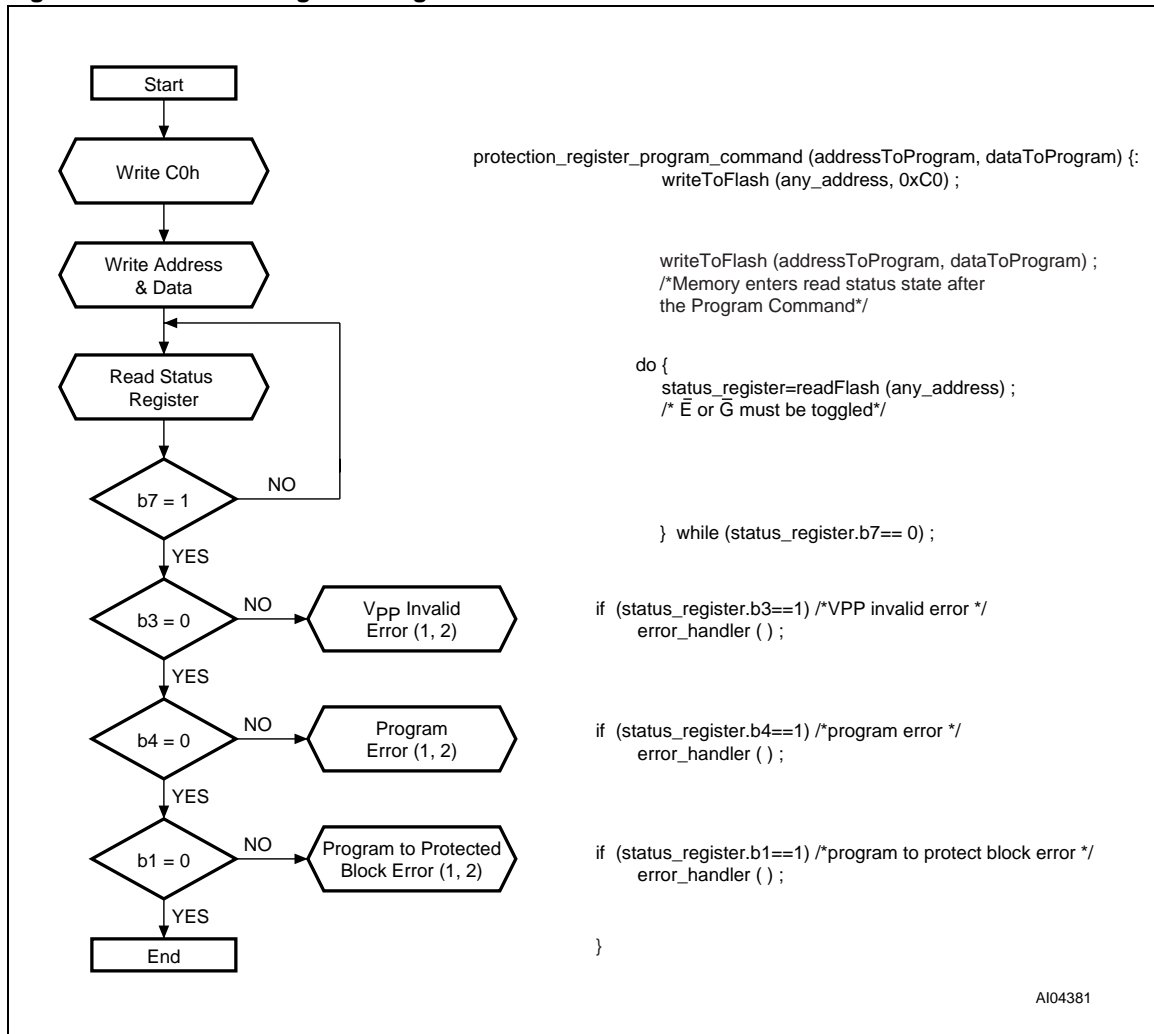 Start
Write C0h
protection_register_program_command (addressToProgram, dataToProgram) {:
writeToFlash (any_address, 0xC0) ;
Write Address
& Data
writeToFlash (addressToProgram, dataToProgram) ;
/*Memory enters read status state after
the Program Command*/
Read Status
Register
do {
status_register=readFlash (any_address) ;
/* E̅ or G̅ must be toggled*/
b7 = 1
NO
} while (status_register.b7== 0) ;
YES
b3 = 0
NO
VPP Invalid
Error (1, 2)
if (status_register.b3==1) /*VPP invalid error */
error_handler ( ) ;
YES
b4 = 0
NO
Program
Error (1, 2)
if (status_register.b4==1) /*program error */
error_handler ( ) ;
YES
b1 = 0
NO
Program to Protected
Block Error (1, 2)
if (status_register.b1==1) /*program to protect block error */
error_handler ( ) ;
YES
End
}
AI04381